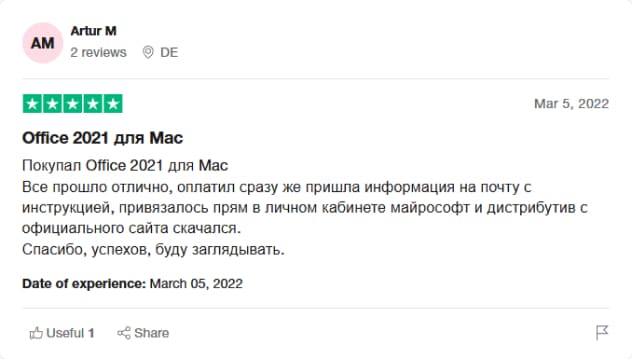 AM
Artur M
2 reviews DE
Mar 5, 2022
Office 2021 для Mac
Покупал Office 2021 для Mac
Все прошло отлично, оплатил сразу же пришла информация на почту с
инструкцией, привязалось прям в личном кабинете майрософт и дистрибутив с
официального сайта скачался.
Спасибо, успехов, буду заглядывать.
Date of experience: March 05, 2022
Useful 1 Share